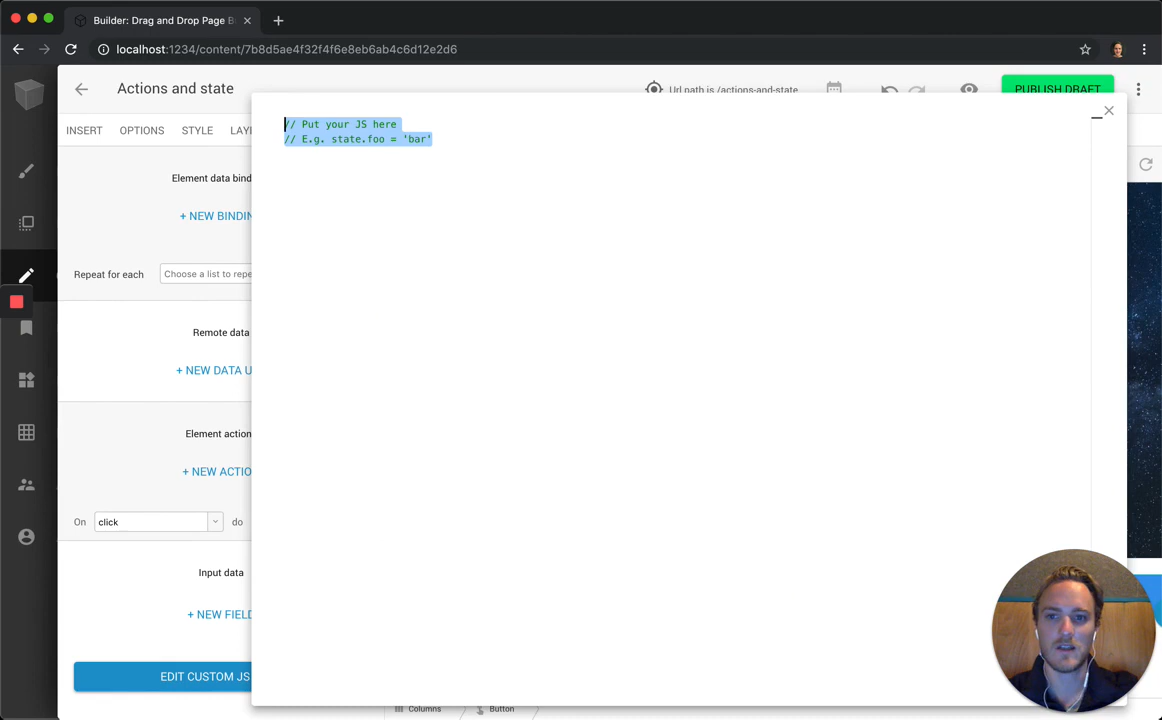 Builder: Drag and Drop Page B
localhost:1234/content/7b8d5ae4f32f4f6e8eb6ab4c6d12e2d6
Actions and state
Url path is /actions-and-state
PUBLISH DRAFT
INSERT
OPTIONS
STYLE
LAY
// Put your JS here
// E.g. state.foo = 'bar'
Element data bind
+ NEW BINDIN
Repeat for each
Choose a list to repe
Remote data
+ NEW DATA U
Element action
+ NEW ACTIO
On
click
do
Input data
+ NEW FIELD
EDIT CUSTOM JS
Columns
Button